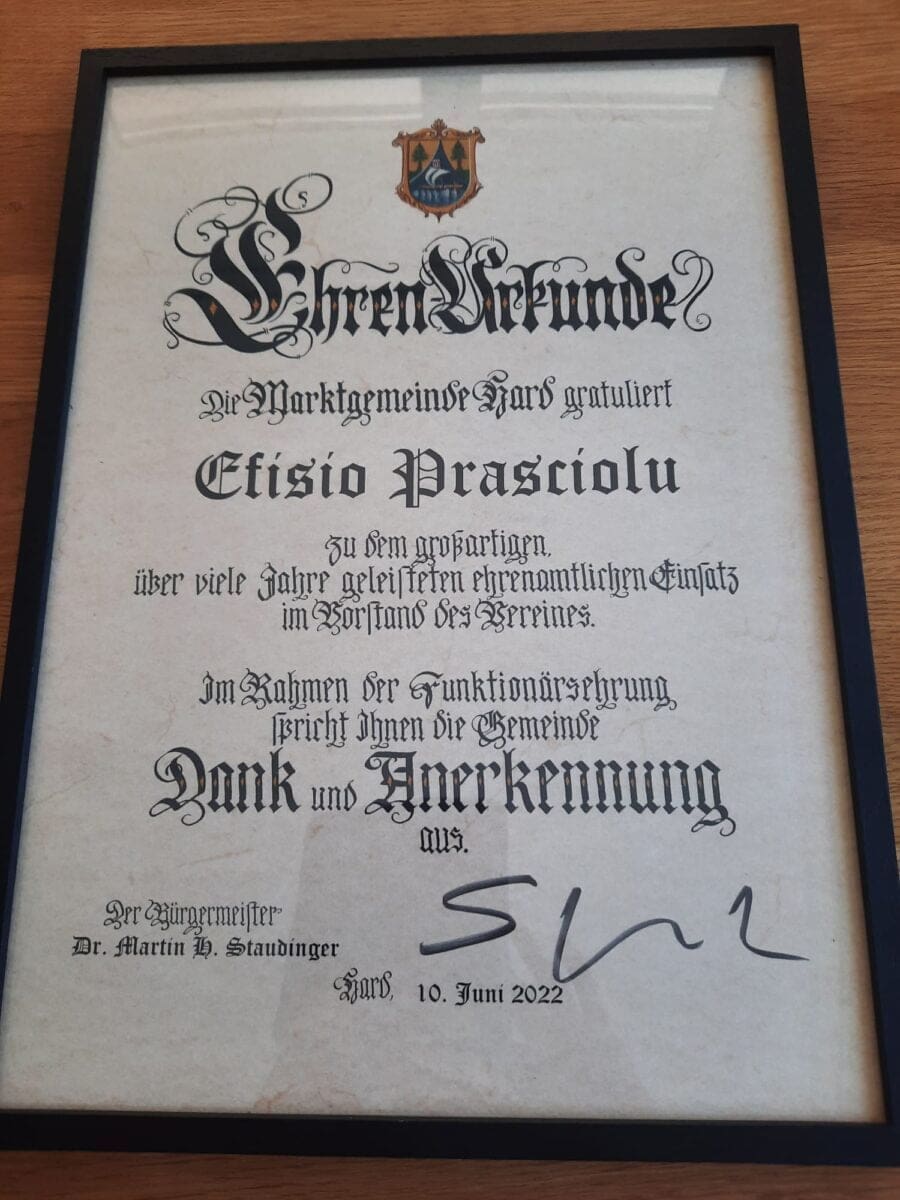 Ehren-Urkunde
Die Marktgemeinde Hard gratuliert
Efisio Prasciolu
zu dem großartigen,
über viele Jahre geleisteten ehrenamtlichen Einsatz
im Vorstand des Vereines.
Im Rahmen der Funktionärsehrung
spricht Ihnen die Gemeinde
Dank und Anerkennung
aus.
Der Bürgermeister
Dr. Martin H. Staudinger
Hard, 10. Juni 2022